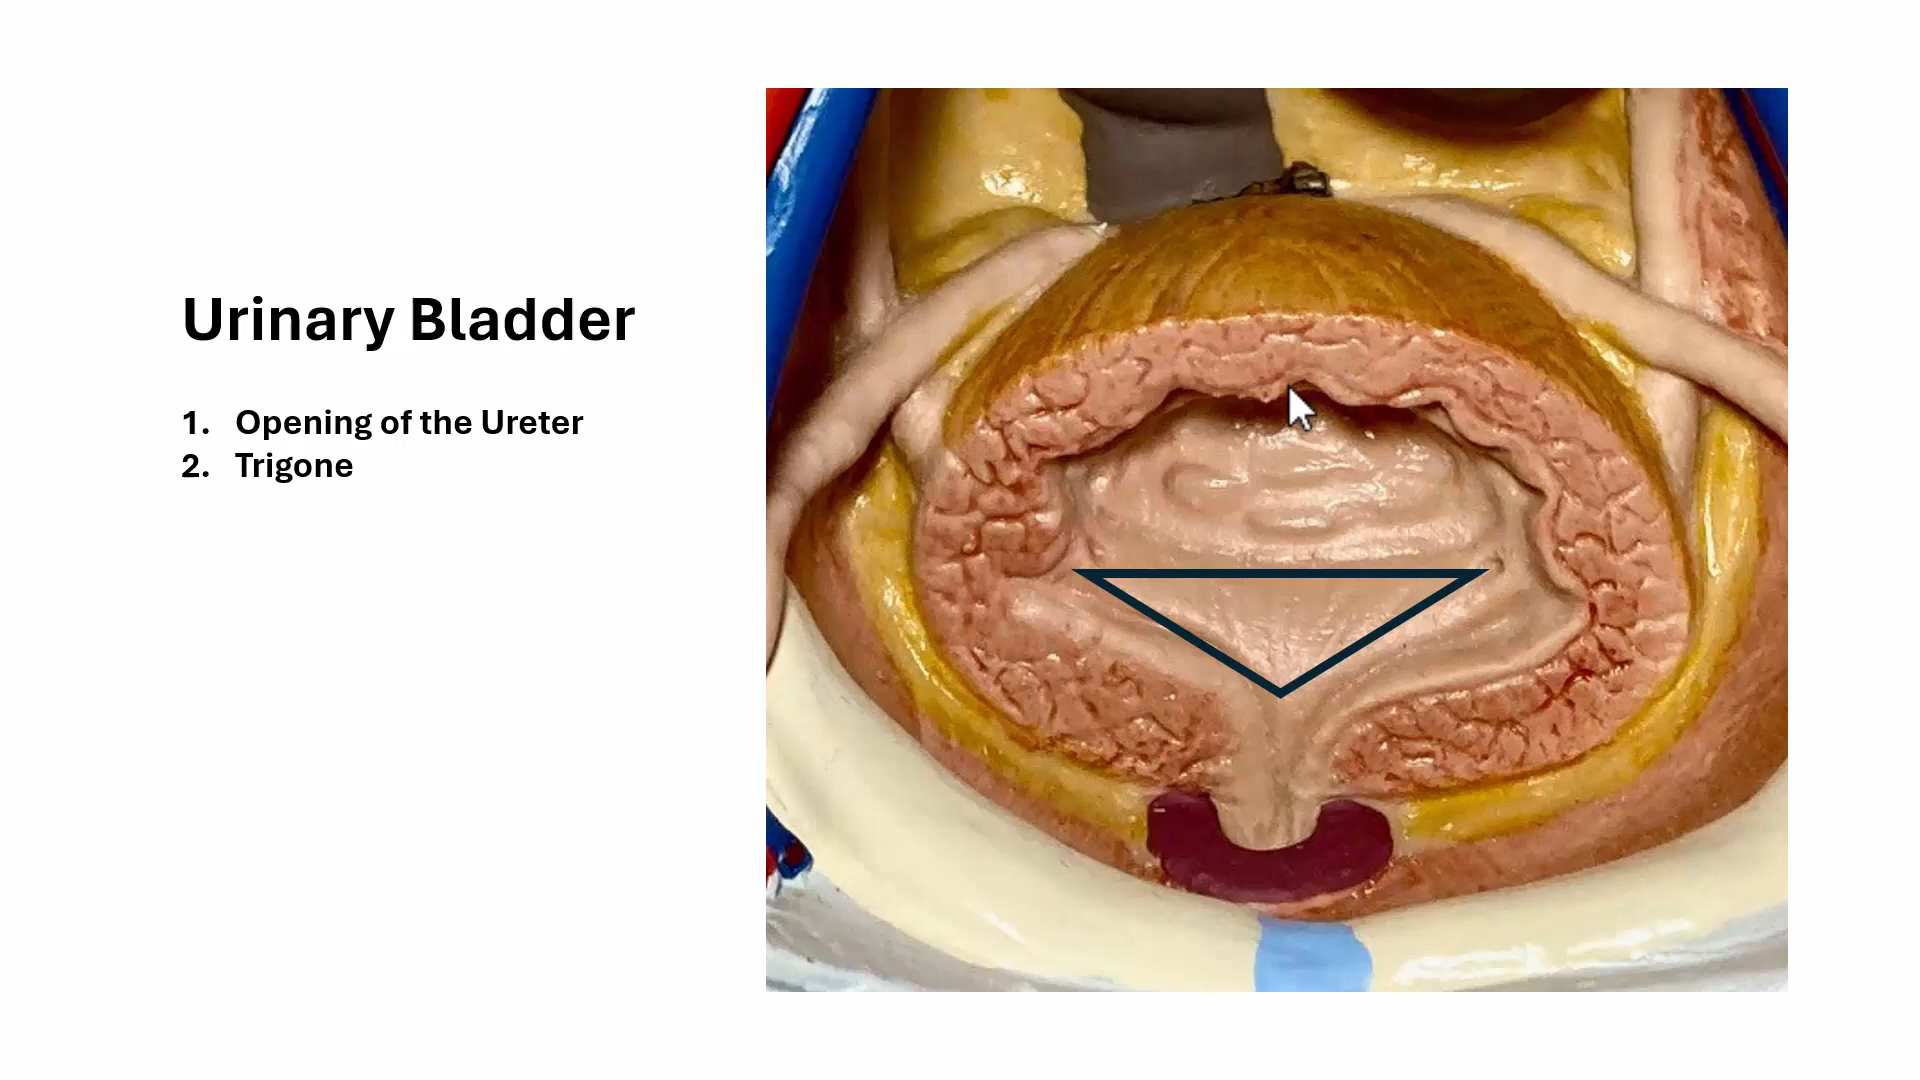 Urinary Bladder
1. Opening of the Ureter
2. Trigone